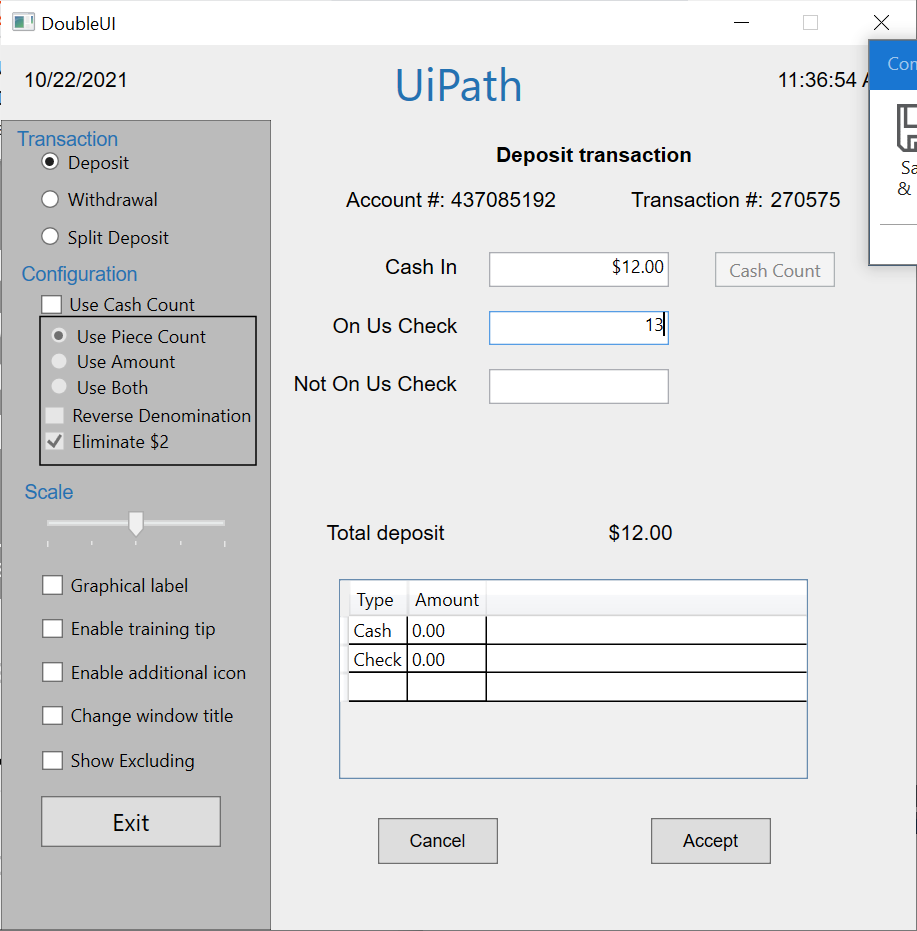 DoubleUI
10/22/2021
UiPath
11:36:54
Transaction
Deposit
Withdrawal
Split Deposit
Configuration
Use Cash Count
Use Piece Count
Use Amount
Use Both
Reverse Denomination
Eliminate $2
Scale
Graphical label
Enable training tip
Enable additional icon
Change window title
Show Excluding
Exit
Deposit transaction
Account #: 437085192 Transaction #: 270575
Cash In $12.00 Cash Count
On Us Check 13
Not On Us Check
Total deposit $12.00
Type Amount
Cash 0.00
Check 0.00
Cancel Accept
&